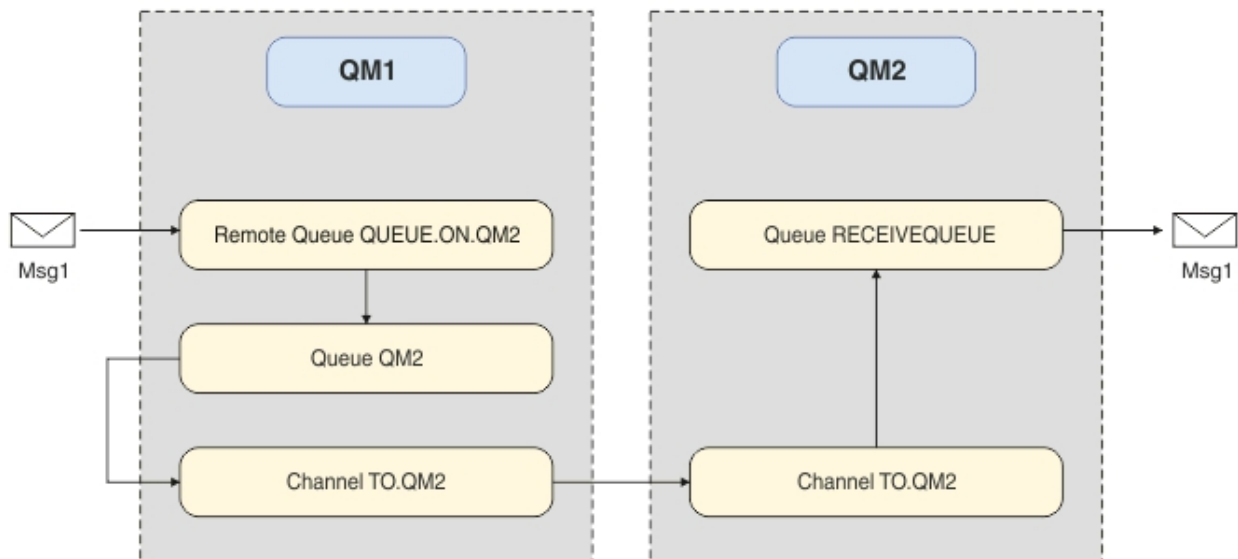 QM1
QM2
Remote Queue QUEUE.ON.QM2
Queue RECEIVEQUEUE
Msg1
Msg1
Queue QM2
Channel TO.QM2
Channel TO.QM2